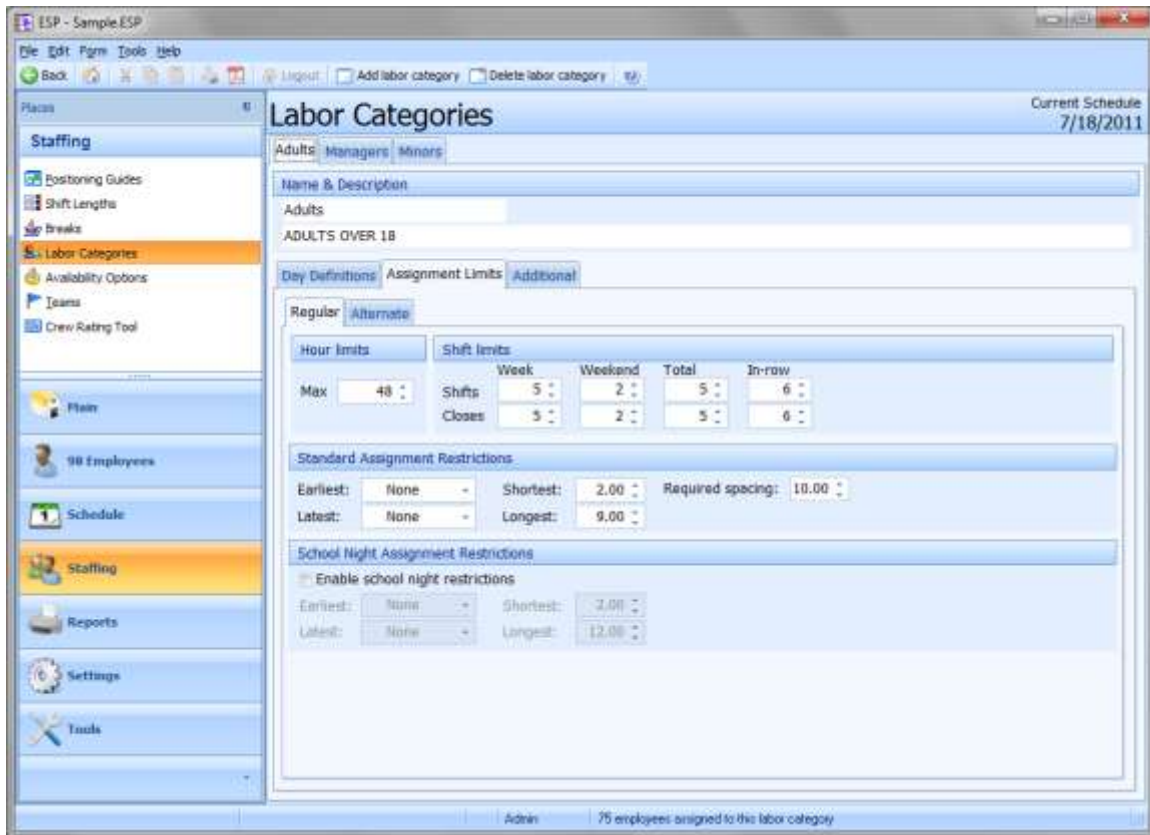 ESP - Sample.ESP
File Edit Form Tools Help
Back Logout Add labor category Delete labor category
Places
Staffing
Positioning Guides
Shift Lengths
Breaks
Labor Categories
Availability Options
Teams
Crew Rating Tool
Main
98 Employees
Schedule
Staffing
Reports
Settings
Tools
Labor Categories
Current Schedule
7/18/2011
Adults Managers Minors
Name & Description
Adults
ADULTS OVER 18
Day Definitions Assignment Limits Additional
Regular Alternate
Hour limits Shift limits
Week Weekend Total In-row
Max 48 Shifts 5 2 5 6
Closes 5 2 5 6
Standard Assignment Restrictions
Earliest: None Shortest: 2.00 Required spacing: 10.00
Latest: None Longest: 9.00
School Night Assignment Restrictions
Enable school night restrictions
Earliest: None Shortest: 2.00
Latest: None Longest: 12.00
Admin 75 employees assigned to this labor category